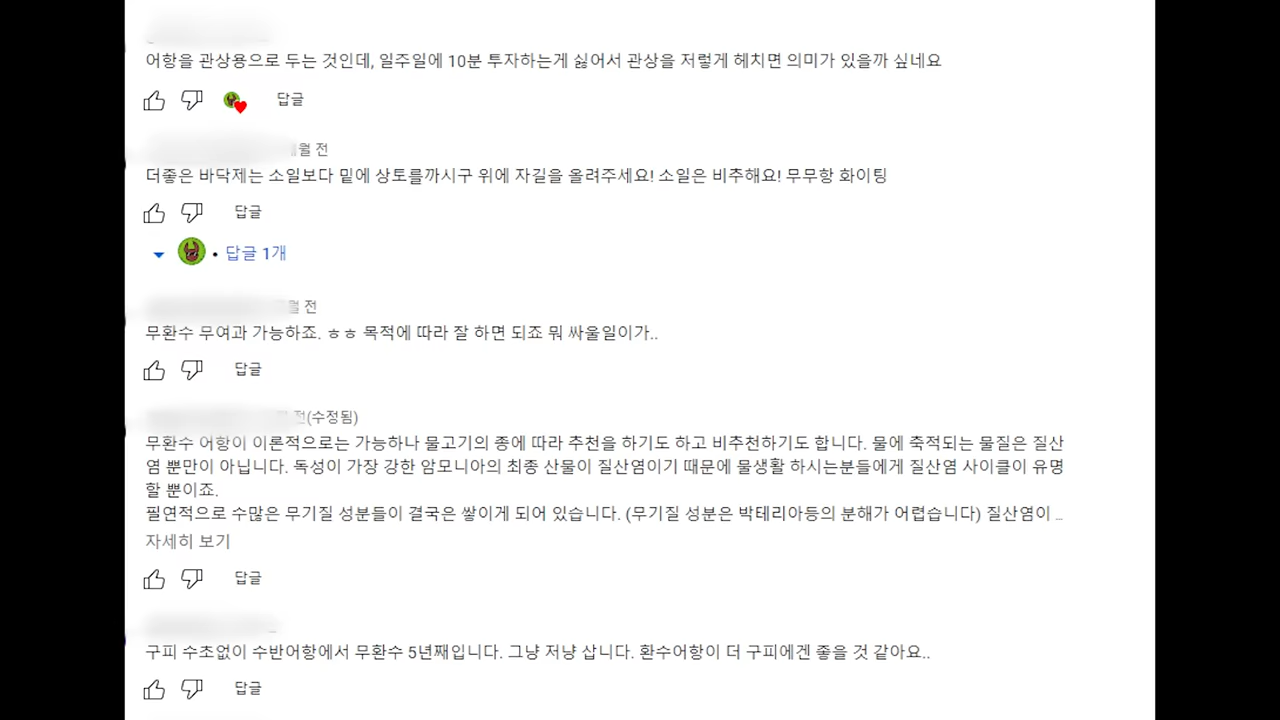 어항을 관상용으로 두는 것인데, 일주일에 10분 투자하는게 싫어서 관상을 저렇게 헤치면 의미가 있을까 싶네요
답글
월 전
더좋은 바닥제는 소일보다 밑에 상토를까시구 위에 자길을 올려주세요! 소일은 비추해요! 무무항 화이팅
답글
• 답글 1개
월 전
무환수 무여과 가능하죠. ㅎㅎ 목적에 따라 잘 하면 되죠 뭐 싸울일이가..
답글
전(수정됨)
무환수 어항이 이론적으로는 가능하나 물고기의 종에 따라 추천을 하기도 하고 비추천하기도 합니다. 물에 축적되는 물질은 질산
염 뿐만이 아닙니다. 독성이 가장 강한 암모니아의 최종 산물이 질산염이기 때문에 물생활 하시는분들에게 질산염 사이클이 유명
할 뿐이죠.
필연적으로 수많은 무기질 성분들이 결국은 쌓이게 되어 있습니다. (무기질 성분은 박테리아등의 분해가 어렵습니다) 질산염이 ...
자세히 보기
답글
구피 수초없이 수반어항에서 무환수 5년째입니다. 그냥 저냥 삽니다. 환수어항이 더 구피에겐 좋을 것 같아요..
답글